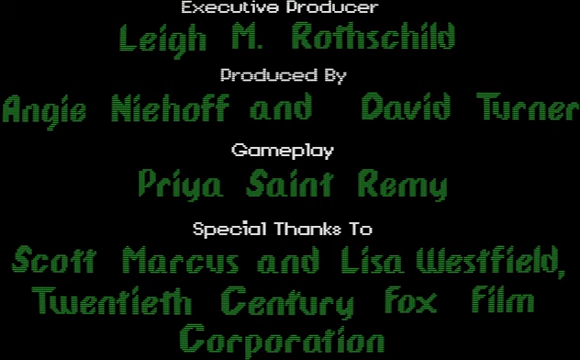 Executive Producer
Leigh M. Rothschild
Produced By
Angie Niehoff and David Turner
Gameplay
Priya Saint Remy
Special Thanks To
Scott Marcus and Lisa Westfield,
Twentieth Century Fox Film
Corporation